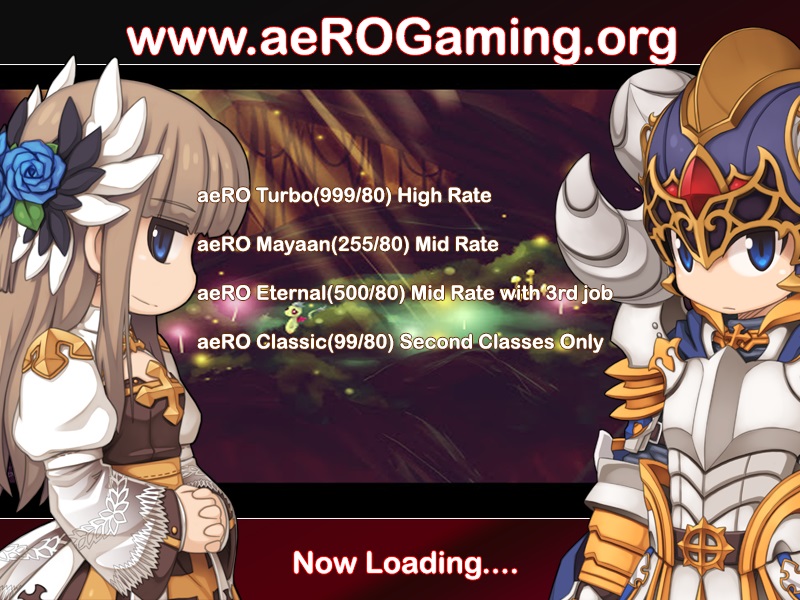 www.aeROGaming.org
aeRO Turbo(999/80) High Rate
aeRO Mayaan(255/80) Mid Rate
aeRO Eternal(500/80) Mid Rate with 3rd job
aeRO Classic(99/80) Second Classes Only
Now Loading....